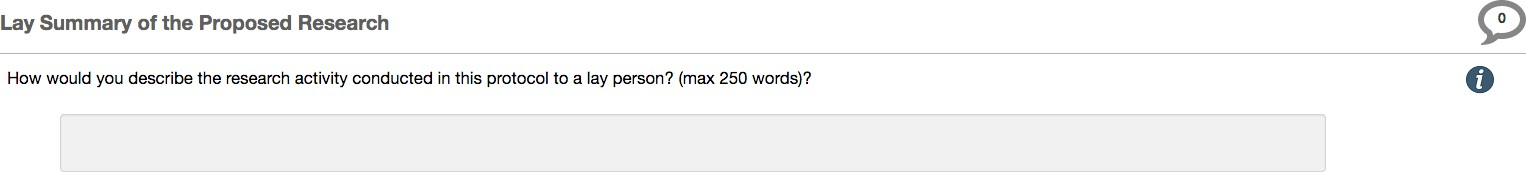 Lay Summary of the Proposed Research
0
How would you describe the research activity conducted in this protocol to a lay person? (max 250 words)?
i